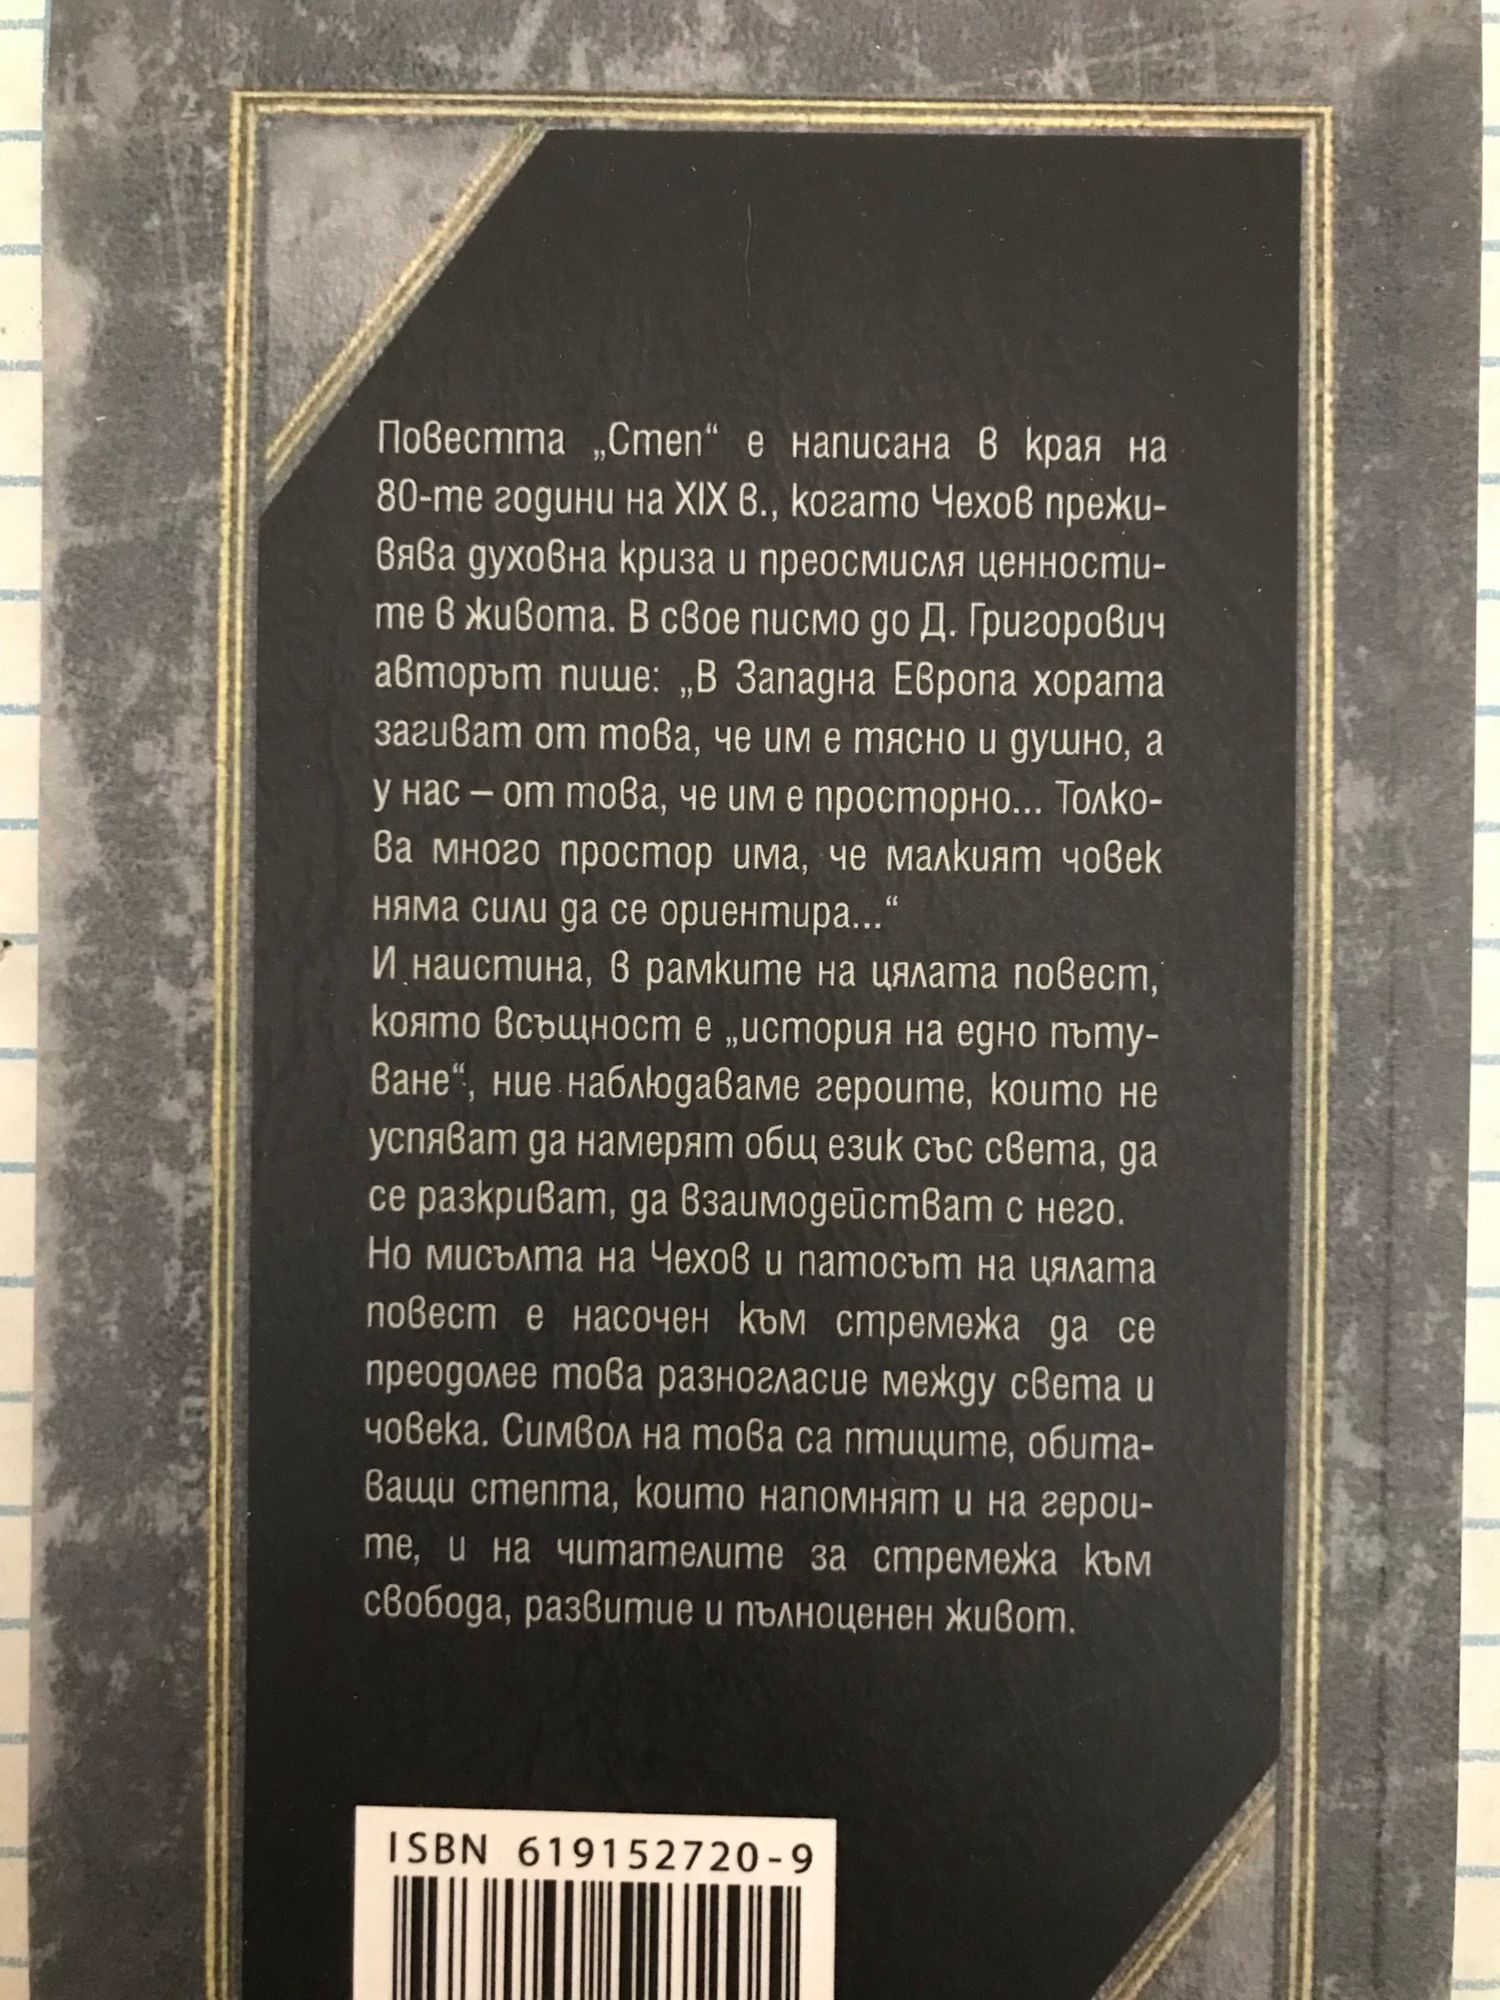 Повестта „Степ“ е написана в края на
80-те години на XIX в., когато Чехов прежи-
вява духовна криза и преосмисля ценности-
те в живота. В свое писмо до Д. Григорович
авторът пише: „В Западна Европа хората
загиват от това, че им е тясно и душно, а
у нас – от това, че им е просторно... Толко-
ва много простор има, че малкият човек
няма сили да се ориентира...“
И наистина, в рамките на цялата повест,
която всъщност е „история на едно пъту-
ване“, ние наблюдаваме героите, които не
успяват да намерят общ език със света, да
се разкриват, да взаимодействат с него.
Но мисълта на Чехов и патосът на цялата
повест е насочен към стремежа да се
преодолее това разногласие между света и
човека. Символ на това са птиците, обита-
ващи степта, които напомнят и на герои-
те, и на читателите за стремежа към
свобода, развитие и пълноценен живот.
ISBN 619152720-9